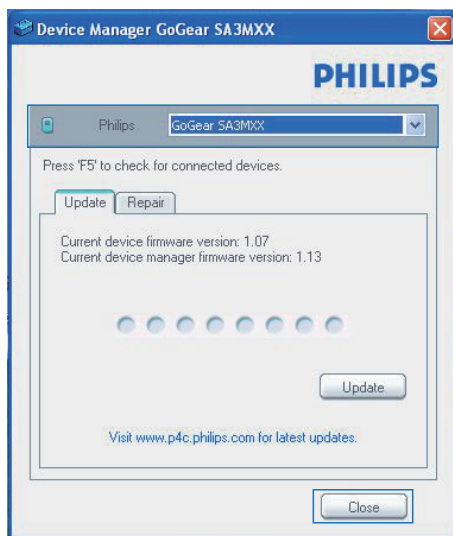 Device Manager GoGear SA3MXX
PHILIPS
Philips GoGear SA3MXX
Press 'F5' to check for connected devices.
Update Repair
Current device firmware version: 1.07
Current device manager firmware version: 1.13
Update
Visit www.p4c.philips.com for latest updates.
Close